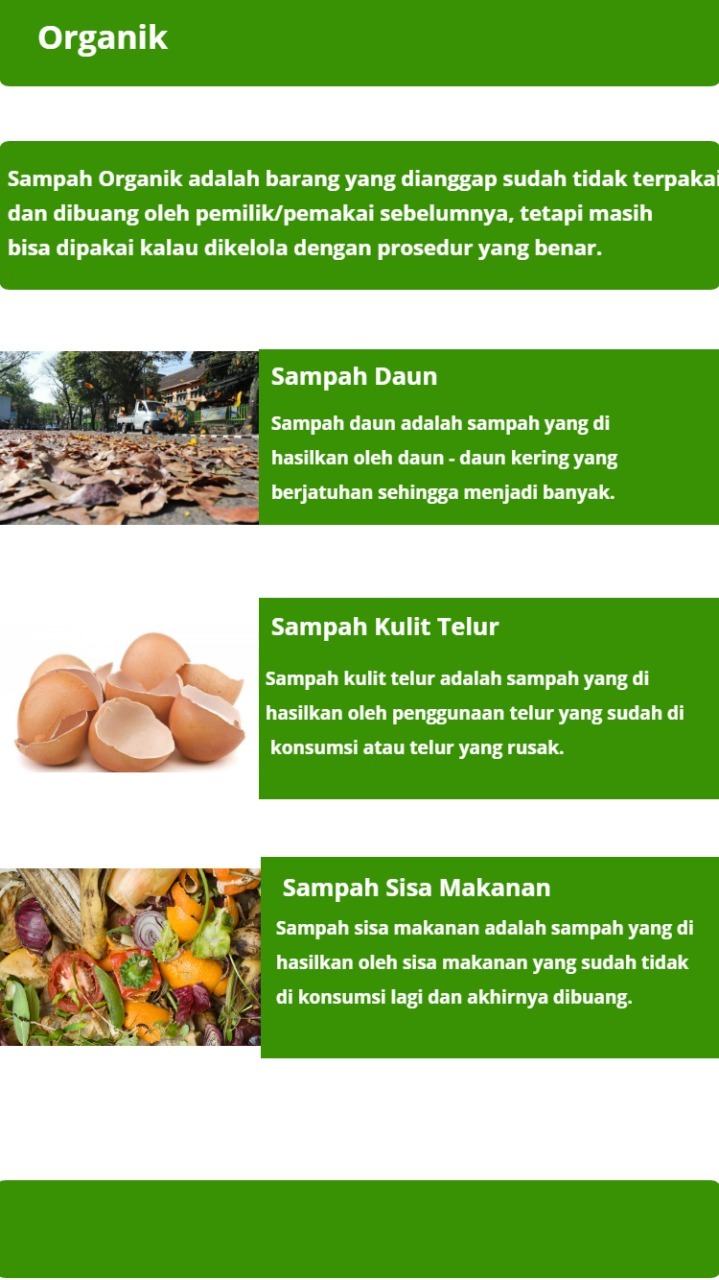 Organik
Sampah Organik adalah barang yang dianggap sudah tidak terpakai
dan dibuang oleh pemilik/pemakai sebelumnya, tetapi masih
bisa dipakai kalau dikelola dengan prosedur yang benar.
Sampah Daun
Sampah daun adalah sampah yang di
hasilkan oleh daun - daun kering yang
berjatuhan sehingga menjadi banyak.
Sampah Kulit Telur
Sampah kulit telur adalah sampah yang di
hasilkan oleh penggunaan telur yang sudah di
konsumsi atau telur yang rusak.
Sampah Sisa Makanan
Sampah sisa makanan adalah sampah yang di
hasilkan oleh sisa makanan yang sudah tidak
di konsumsi lagi dan akhirnya dibuang.